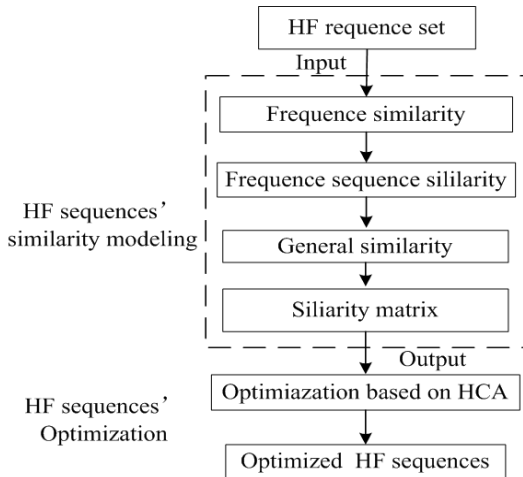 HF requence set
Input
Frequence similarity
Frequence sequence sililarity
HF sequences'
similarity modeling
General similarity
Siliarity matrix
Output
Optimiazation based on HCA
HF sequences'
Optimization
Optimized HF sequences